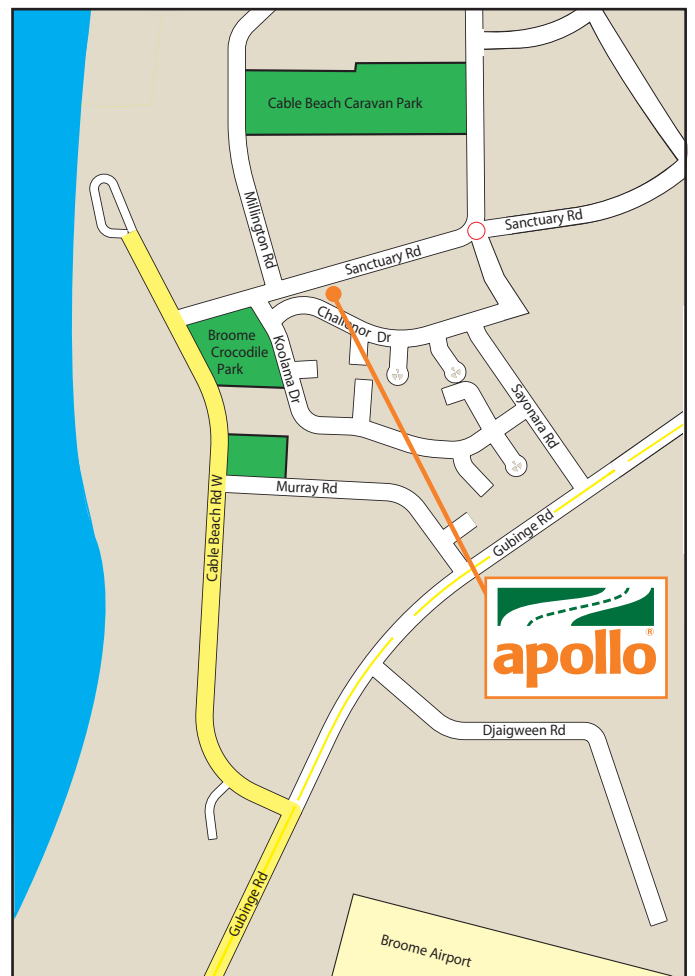 Cable Beach Caravan Park
Millington Rd
Sanctuary Rd
Sanctuary Rd
Challenor Dr
Broome
Crocodile
Park
Koolama Dr
Sayonara Rd
Cable Beach Rd W
Murray Rd
Gubinge Rd
apollo®
Djaigween Rd
Gubinge Rd
Broome Airport